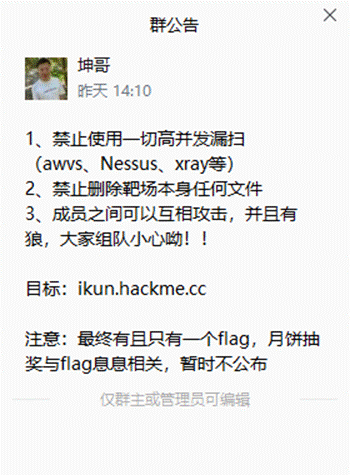 群公告
坤哥
昨天 14:10
1、禁止使用一切高并发漏扫
（awvs、Nessus、xray等）
2、禁止删除靶场本身任何文件
3、成员之间可以互相攻击，并且有
狼，大家组队小心呦！！
目标：ikun.hackme.cc
注意：最终有且只有一个flag，月饼抽
奖与flag息息相关，暂时不公布
仅群主或管理员可编辑